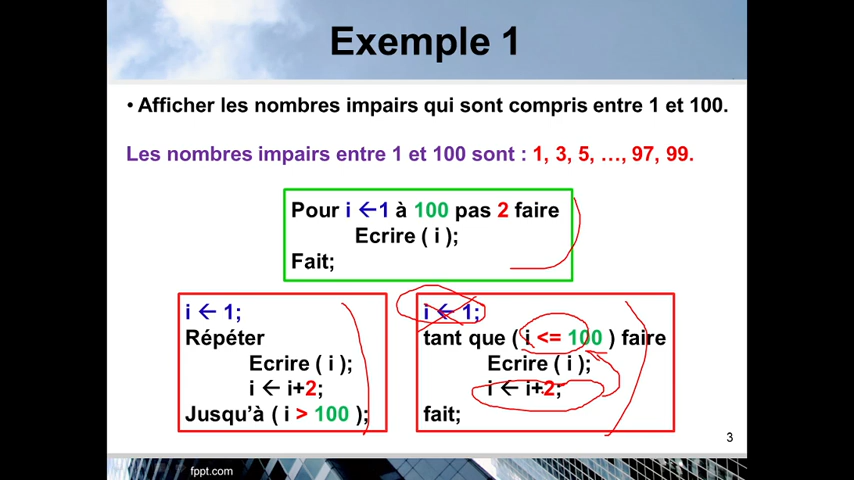 Exemple 1
• Afficher les nombres impairs qui sont compris entre 1 et 100.
Les nombres impairs entre 1 et 100 sont : 1, 3, 5, …, 97, 99.
Pour i ← 1 à 100 pas 2 faire
Ecrire ( i );
Fait;
i ← 1;
Répéter
Ecrire ( i );
i ← i+2;
Jusqu’à ( i > 100 );
i ← 1;
tant que ( i <= 100 ) faire
Ecrire ( i );
i ← i+2;
fait;
3
fppt.com